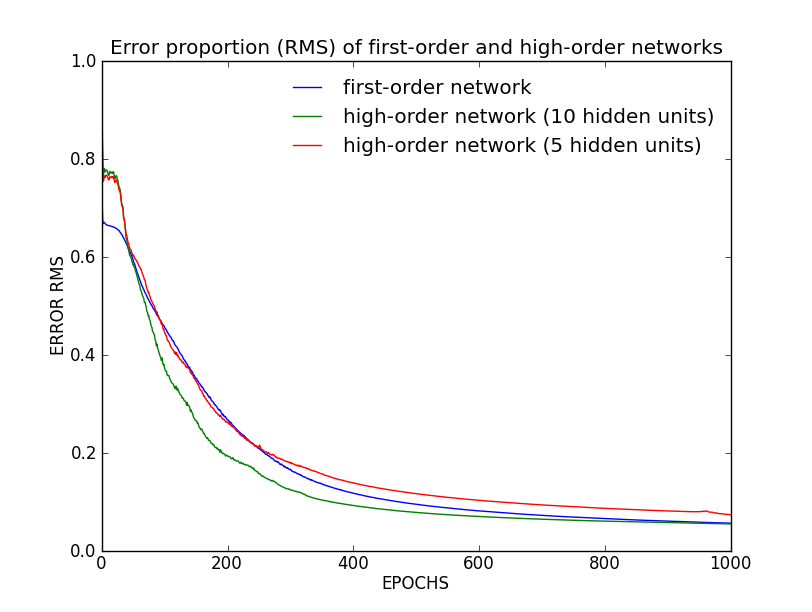 Error proportion (RMS) of first-order and high-order networks
1.0
first-order network
high-order network (10 hidden units)
high-order network (5 hidden units)
0.8
0.6
ERROR RMS
0.4
0.2
0.0
0 200 400 600 800 1000
EPOCHS